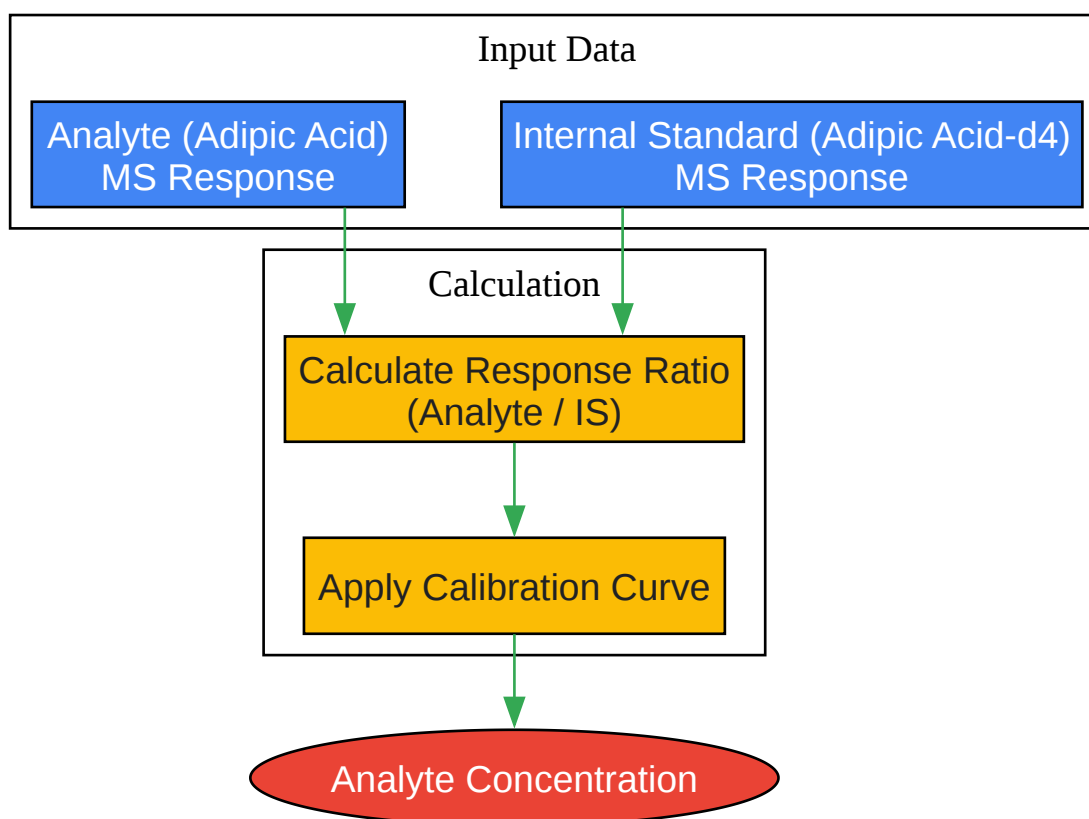 Input Data
Analyte (Adipic Acid)
MS Response
Internal Standard (Adipic Acid-d4)
MS Response
Calculation
Calculate Response Ratio
(Analyte / IS)
Apply Calibration Curve
Analyte Concentration